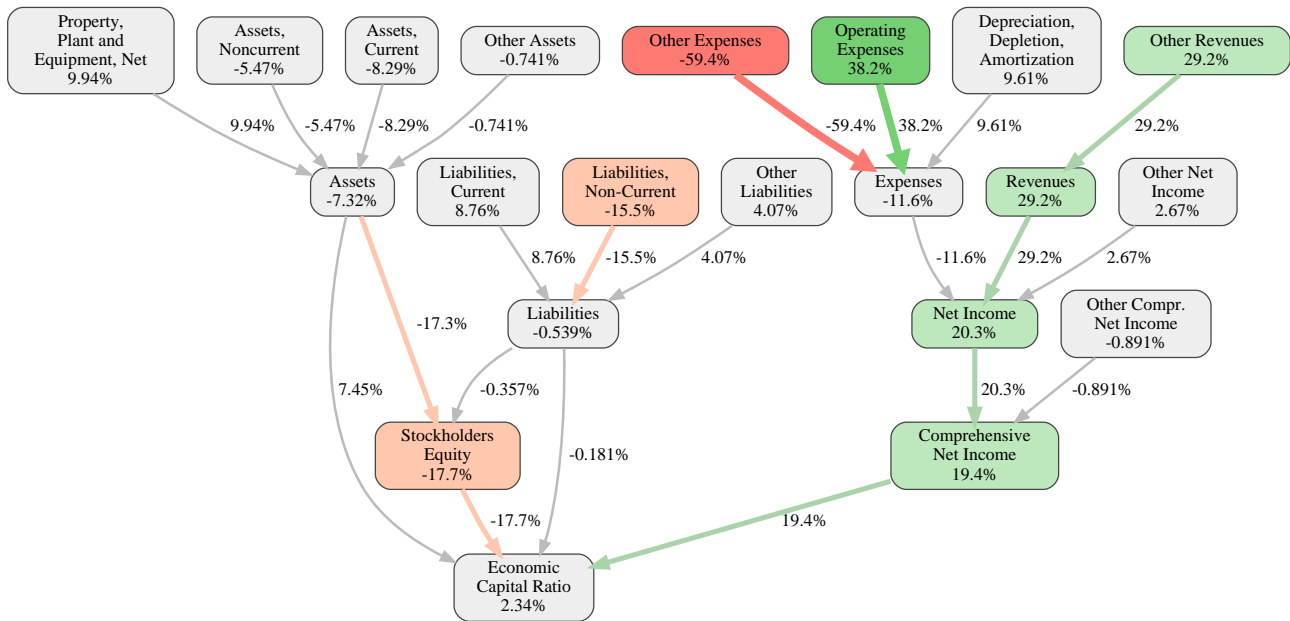 Property,
Plant and
Equipment, Net
9.94%
Assets,
Noncurrent
-5.47%
Assets,
Current
-8.29%
Other Assets
-0.741%
Other Expenses
-59.4%
Operating
Expenses
38.2%
Depreciation,
Depletion,
Amortization
9.61%
Other Revenues
29.2%
9.94%
-5.47%
-8.29%
-0.741%
-59.4%
38.2%
9.61%
29.2%
Assets
-7.32%
Liabilities,
Current
8.76%
Liabilities,
Non-Current
-15.5%
Other
Liabilities
4.07%
Expenses
-11.6%
Revenues
29.2%
Other Net
Income
2.67%
8.76%
-15.5%
4.07%
-11.6%
29.2%
2.67%
-17.3%
Liabilities
-0.539%
Net Income
20.3%
Other Compr.
Net Income
-0.891%
7.45%
-0.357%
20.3%
-0.891%
Stockholders
Equity
-17.7%
-0.181%
Comprehensive
Net Income
19.4%
-17.7%
19.4%
Economic
Capital Ratio
2.34%